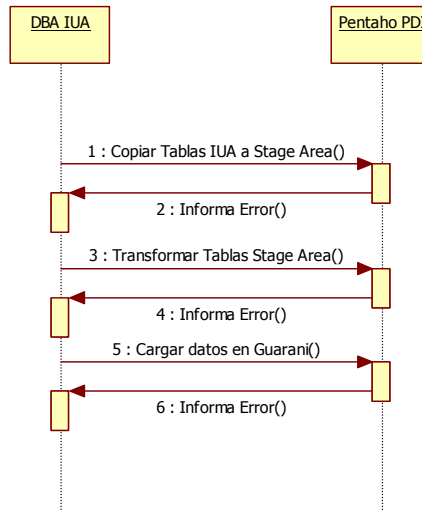 DBA IUA
Pentaho PDI
1 : Copiar Tablas IUA a Stage Area()
2 : Informa Error()
3 : Transformar Tablas Stage Area()
4 : Informa Error()
5 : Cargar datos en Guarani()
6 : Informa Error()